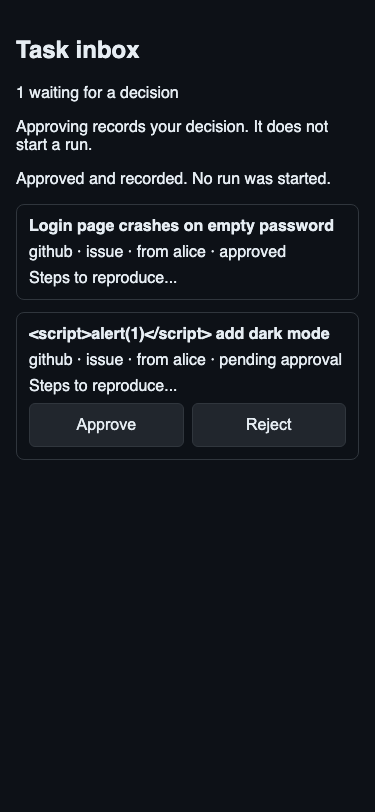 Task inbox
1 waiting for a decision
Approving records your decision. It does not
start a run.
Approved and recorded. No run was started.
Login page crashes on empty password
github · issue · from alice · approved
Steps to reproduce...
<script>alert(1)</script> add dark mode
github · issue · from alice · pending approval
Steps to reproduce...
Approve
Reject